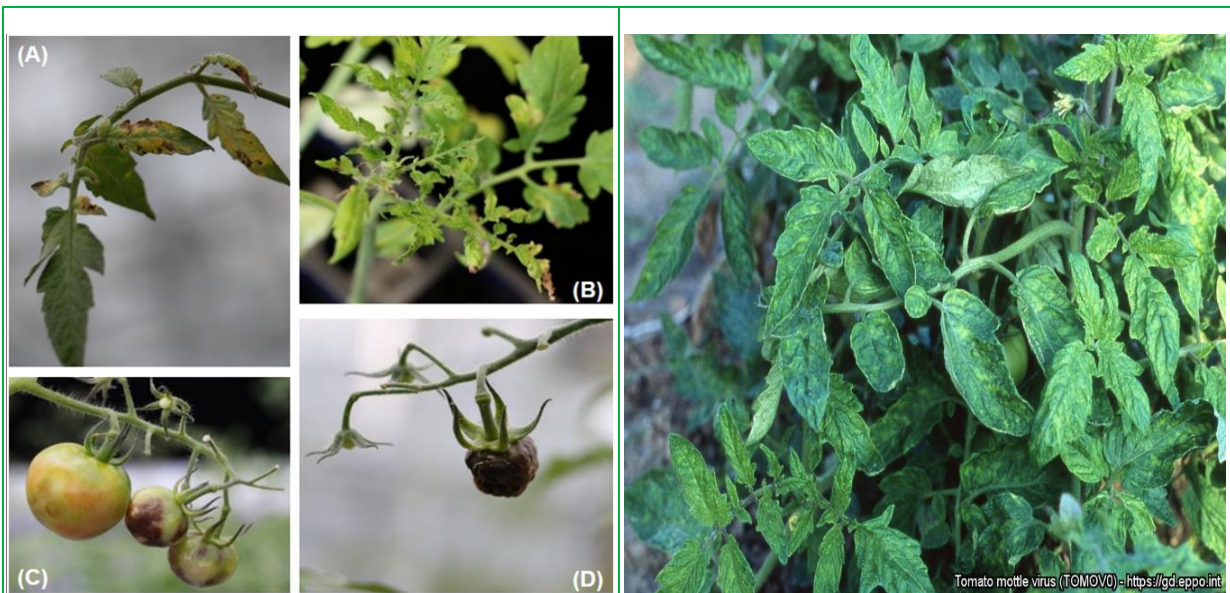 (A)
(B)
(C)
(D)
Tomato mottle virus (TOMOV0) - https://gd.eppo.int